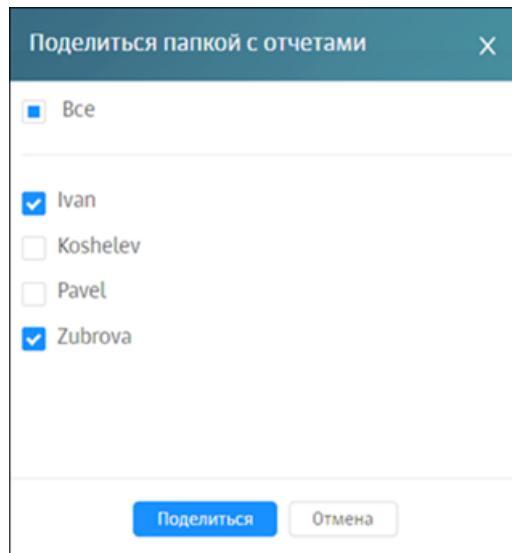 Поделиться папкой с отчетами
Все
Ivan
Koshelev
Pavel
Zubrova
Поделиться
Отмена